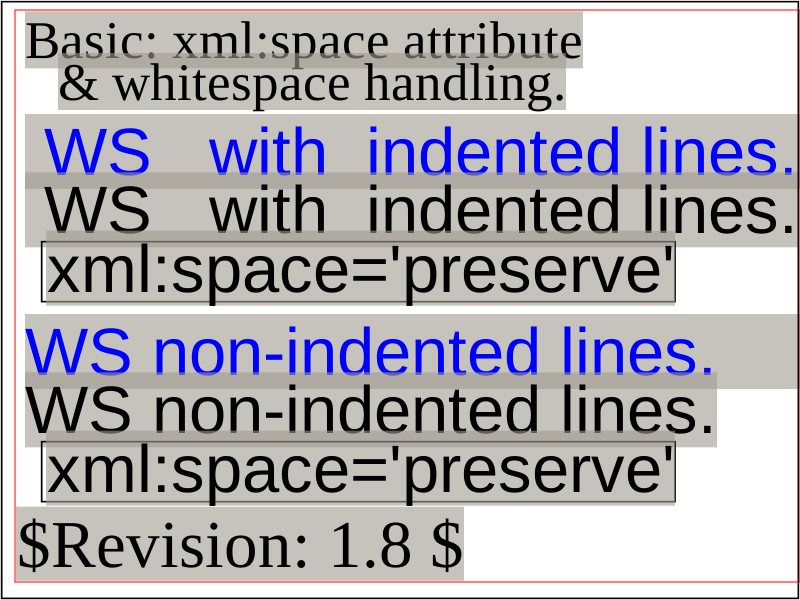 Basic: xml:space attribute
& whitespace handling.
WS   with  indented lines.
WS   with  indented lines.
xml:space='preserve'
WS non-indented lines.
WS non-indented lines.
xml:space='preserve'
$Revision: 1.8 $